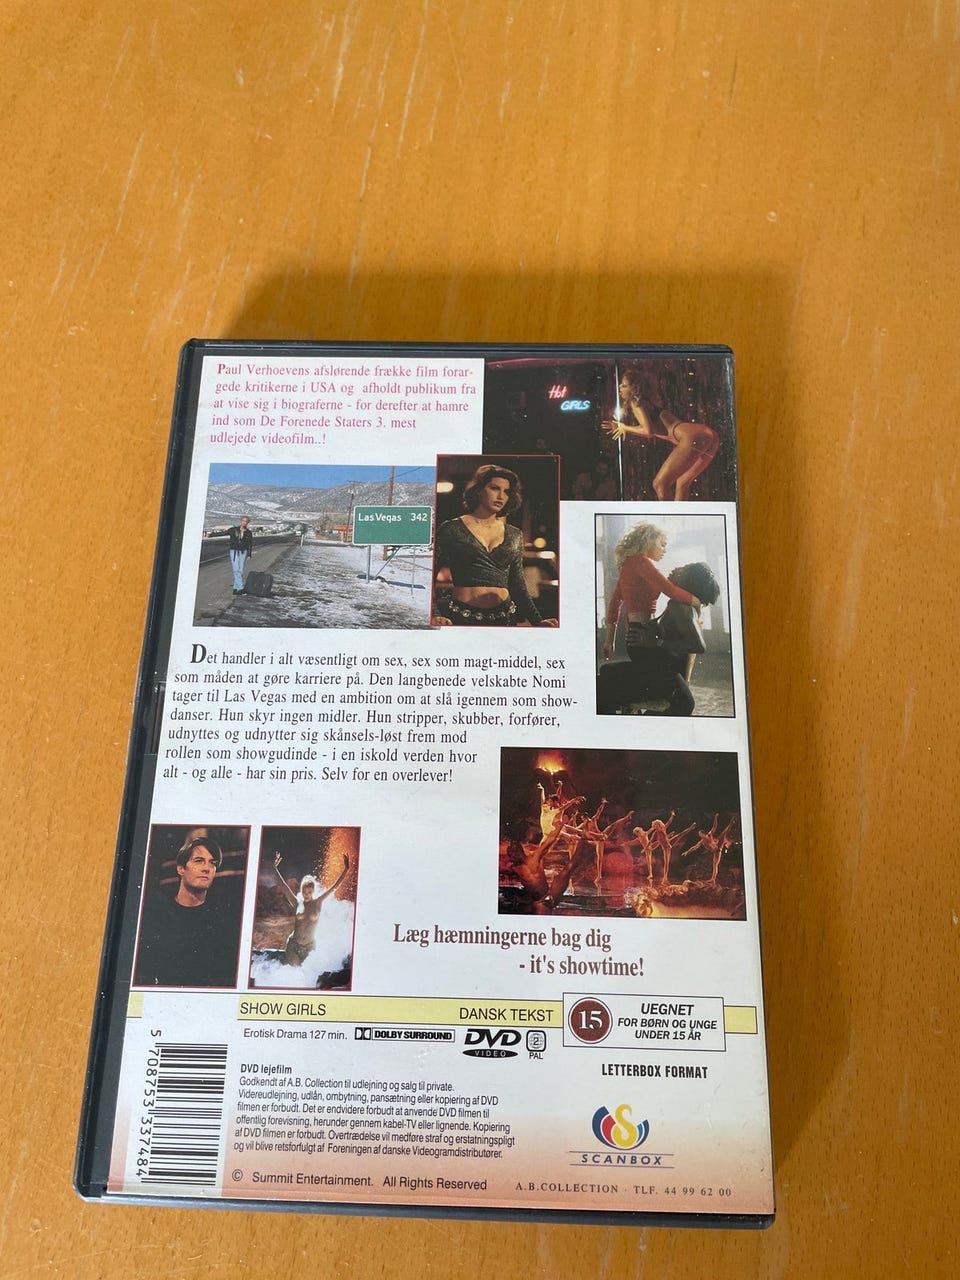 Paul Verhoevens afslørende frække film forar-
gede kritikerne i USA og afholdt publikum fra
at vise sig i biograferne - for derefter at hamre
ind som De Forenede Staters 3. mest
udlejede videofilm..!
Hot
GIRLS
Las Vegas 342
Det handler i alt væsentligt om sex, sex som magt-middel, sex
som måden at gøre karriere på. Den langbenede velskabte Nomi
tager til Las Vegas med en ambition om at slå igennem som show-
danser. Hun skyr ingen midler. Hun stripper, skubber, forfører,
udnyttes og udnytter sig skånsels-løst frem mod
rollen som showgudinde - i en iskold verden hvor
alt - og alle - har sin pris. Selv for en overlever!
Læg hæmningerne bag dig
- it's showtime!
SHOW GIRLS
DANSK TEKST
Erotisk Drama 127 min.
DOLBY SURROUND
DVD
VIDEO
2
PAL
15
UEGNET
FOR BØRN OG UNGE
UNDER 15 ÅR
LETTERBOX FORMAT
DVD lejefilm
Godkendt af A.B. Collection til udlejning og salg til private.
Videreudlejning, udlån, ombytning, pansætning eller kopiering af DVD
filmen er forbudt. Det er endvidere forbudt at anvende DVD filmen til
offentlig forevisning, herunder gennem kabel-TV eller lignende. Kopiering
af DVD filmen er forbudt. Overtrædelse vil medføre straf og erstatningspligt
og vil blive retsforfulgt af Foreningen af danske Videogramdistributører.
© Summit Entertainment. All Rights Reserved
5 708753 337484
S
SCANBOX
A.B.COLLECTION · TLF. 44 99 62 00